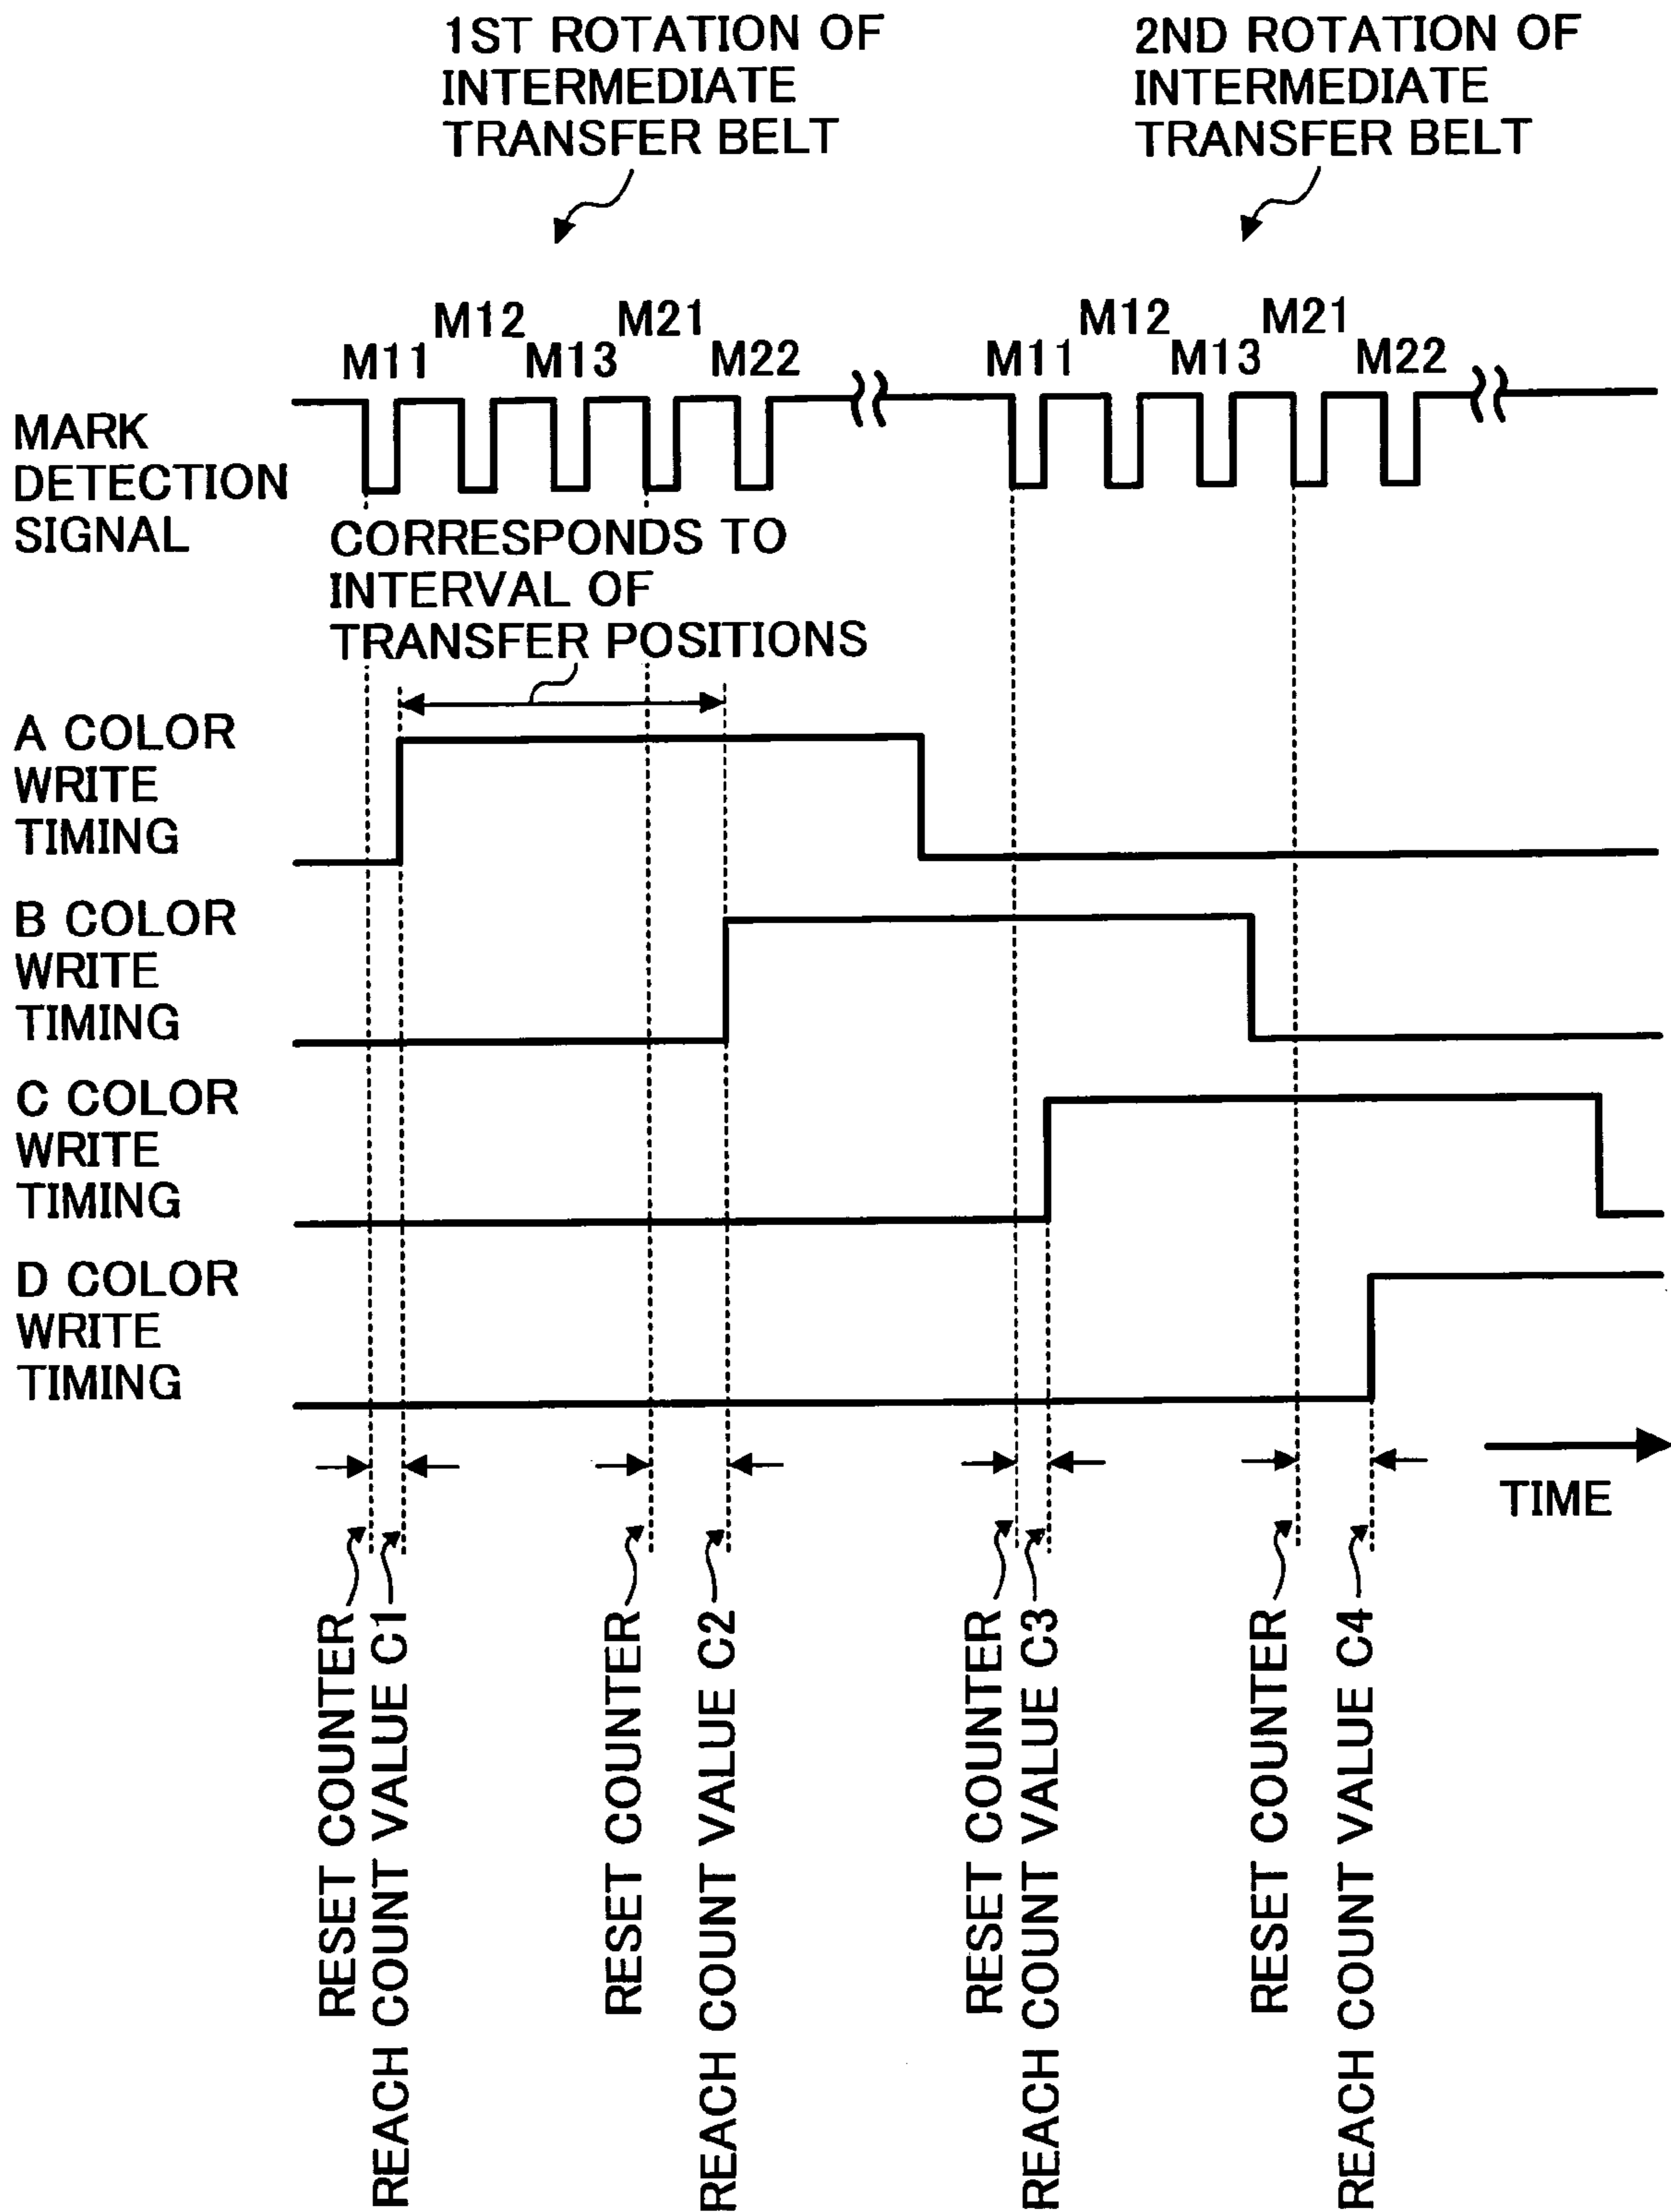 1ST ROTATION OF
INTERMEDIATE
TRANSFER BELT
2ND ROTATION OF
INTERMEDIATE
TRANSFER BELT
M11
M12
M13
M21
M22
M11
M12
M13
M21
M22
MARK
DETECTION
SIGNAL
CORRESPONDS TO
INTERVAL OF
TRANSFER POSITIONS
A COLOR
WRITE
TIMING
B COLOR
WRITE
TIMING
C COLOR
WRITE
TIMING
D COLOR
WRITE
TIMING
TIME
RESET COUNTER
REACH COUNT VALUE C1
RESET COUNTER
REACH COUNT VALUE C2
RESET COUNTER
REACH COUNT VALUE C3
RESET COUNTER
REACH COUNT VALUE C4